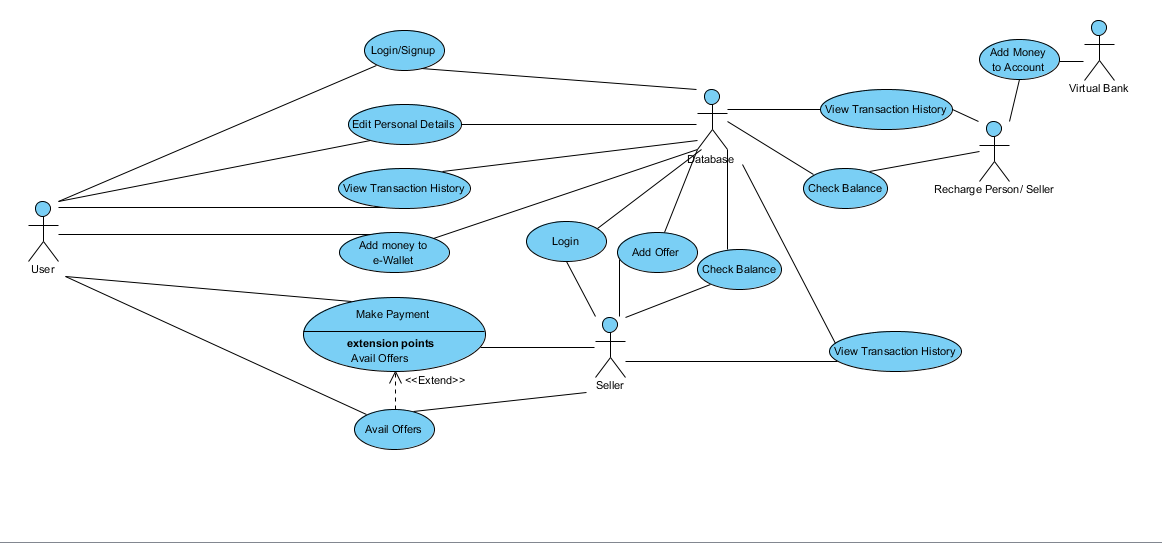 Login/Signup
Add Money
to Account
Virtual Bank
Edit Personal Details
View Transaction History
Database
View Transaction History
Check Balance
Recharge Person/ Seller
User
Add money to
e-Wallet
Login
Add Offer
Check Balance
Make Payment
extension points
Avail Offers
<<Extend>>
Seller
View Transaction History
Avail Offers